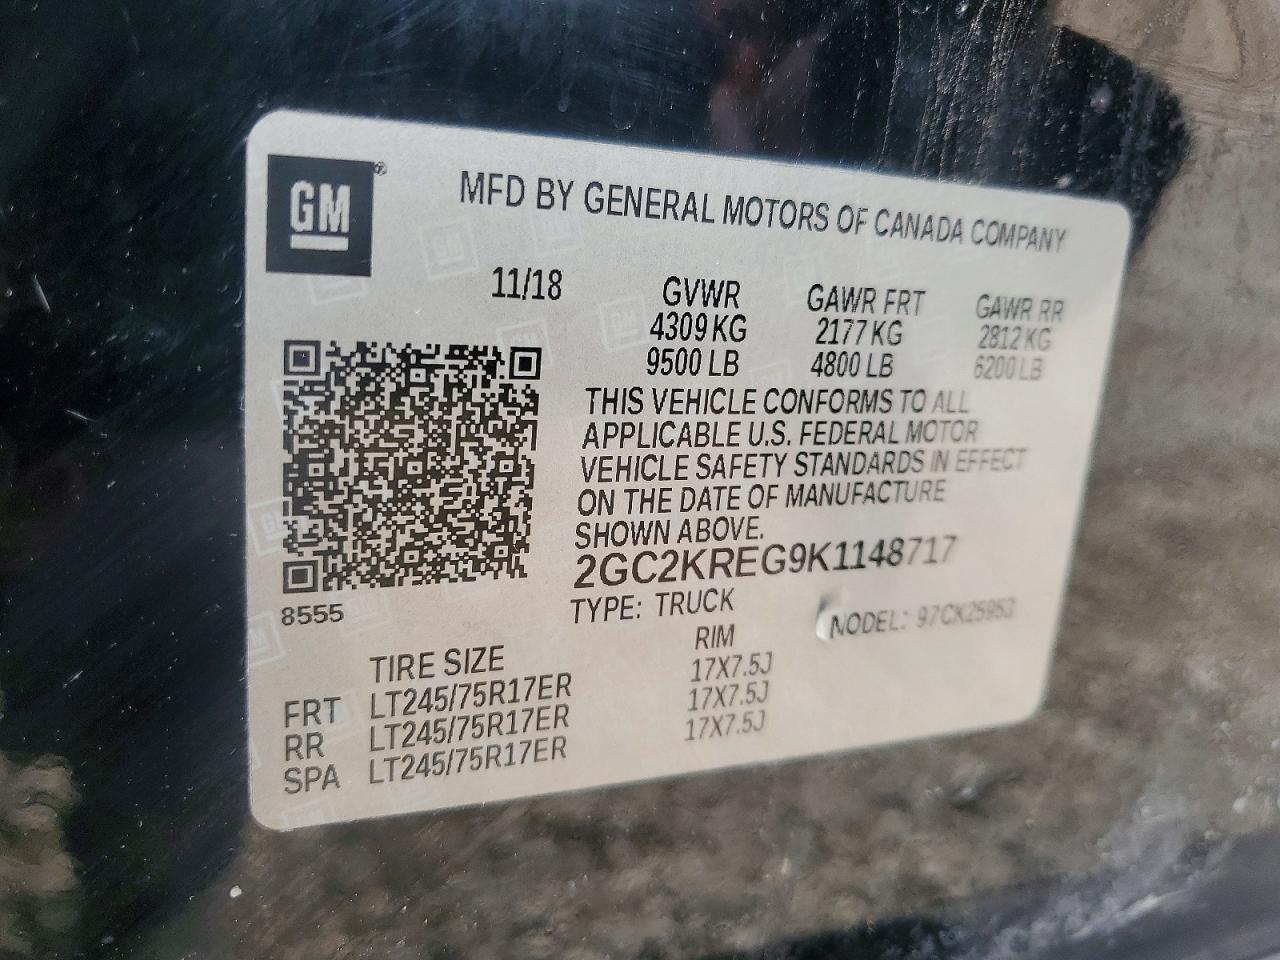 GM®
MFD BY GENERAL MOTORS OF CANADA COMPANY
11/18 GVWR GAWR FRT GAWR RR
4309 KG 2177 KG 2812 KG
9500 LB 4800 LB 6200 LB
THIS VEHICLE CONFORMS TO ALL
APPLICABLE U.S. FEDERAL MOTOR
VEHICLE SAFETY STANDARDS IN EFFECT
ON THE DATE OF MANUFACTURE
SHOWN ABOVE.
2GC2KREG9K1148717
8555
TYPE: TRUCK MODEL: 97CK25953
TIRE SIZE RIM
FRT LT245/75R17ER 17X7.5J
RR LT245/75R17ER 17X7.5J
SPA LT245/75R17ER 17X7.5J